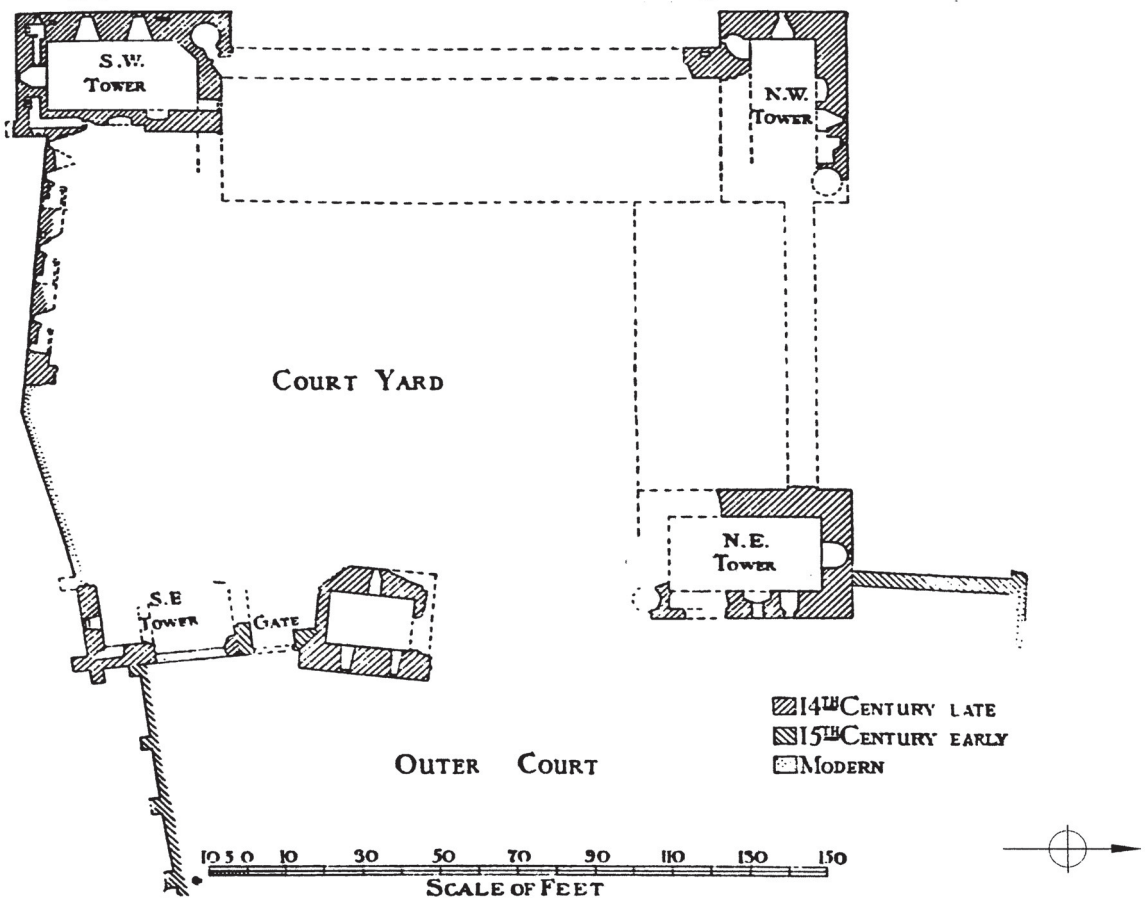 S.W.
TOWER
N.W.
TOWER
COURT YARD
N.E.
TOWER
S.E
TOWER
GATE
14TH CENTURY LATE
15TH CENTURY EARLY
MODERN
OUTER COURT
10 5 0 10 30 50 70 90 110 130 150
SCALE OF FEET